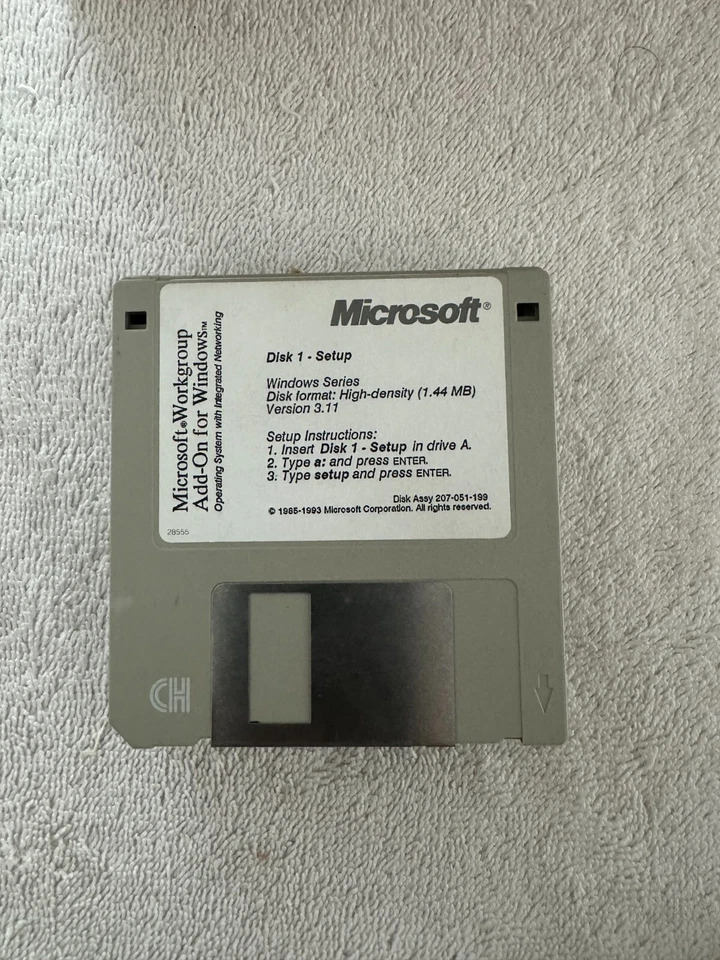 Microsoft®
Microsoft® Workgroup
Add-On for Windows™
Operating System with Integrated Networking
Disk 1 - Setup
Windows Series
Disk format: High-density (1.44 MB)
Version 3.11
Setup Instructions:
1. Insert Disk 1 - Setup in drive A.
2. Type a: and press ENTER.
3. Type setup and press ENTER.
Disk Assy 207-051-199
© 1985-1993 Microsoft Corporation. All rights reserved.
28555
CH